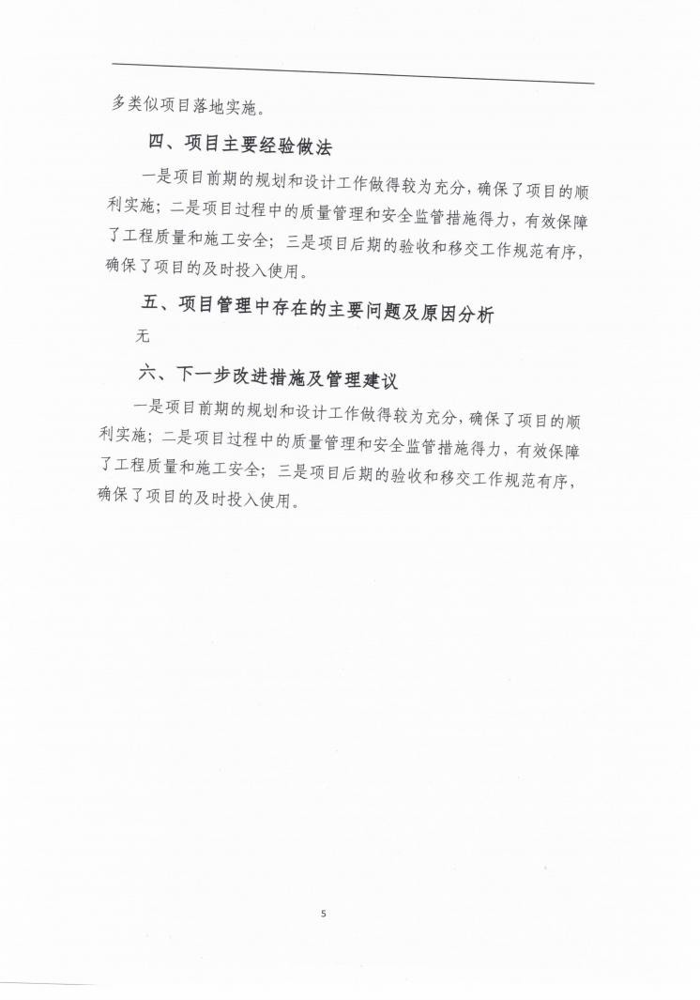 多类似项目落地实施。
四、项目主要经验做法
一是项目前期的规划和设计工作做得较为充分，确保了项目的顺
利实施；二是项目过程中的质量管理和安全监管措施得力，有效保障
了工程质量和施工安全；三是项目后期的验收和移交工作规范有序，
确保了项目的及时投入使用。
五、项目管理中存在的主要问题及原因分析
无
六、下一步改进措施及管理建议
一是项目前期的规划和设计工作做得较为充分，确保了项目的顺
利实施；二是项目过程中的质量管理和安全监管措施得力，有效保障
了工程质量和施工安全；三是项目后期的验收和移交工作规范有序，
确保了项目的及时投入使用。
5